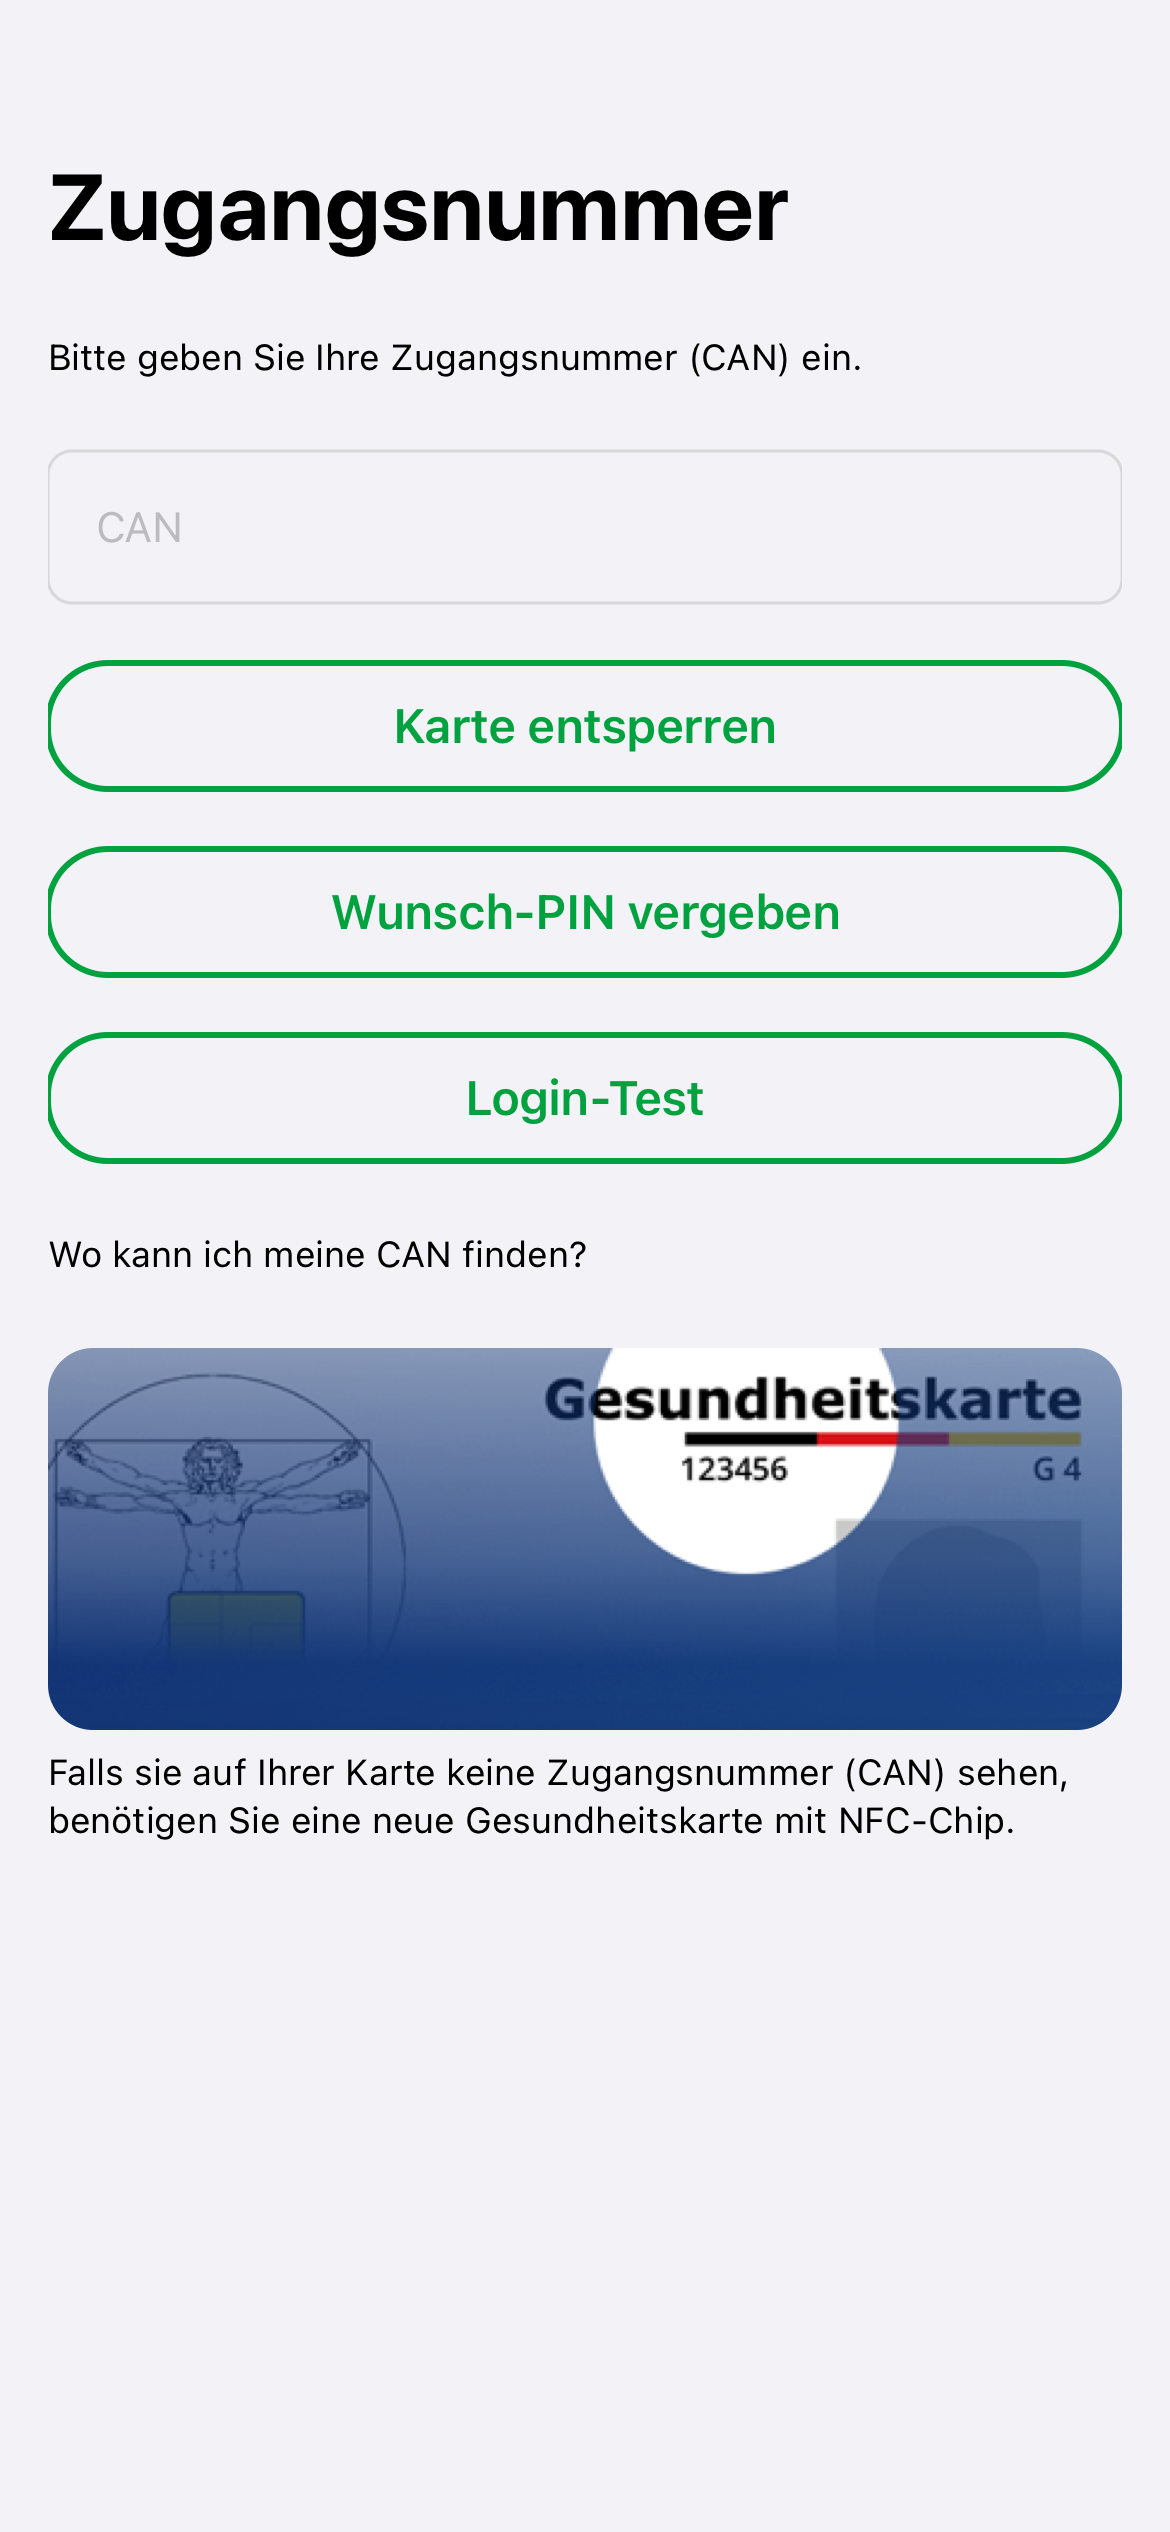 Zugangsnummer
Bitte geben Sie Ihre Zugangsnummer (CAN) ein.
CAN
Karte entsperren
Wunsch-PIN vergeben
Login-Test
Wo kann ich meine CAN finden?
Gesundheitskarte
123456 G 4
Falls sie auf Ihrer Karte keine Zugangsnummer (CAN) sehen,
benötigen Sie eine neue Gesundheitskarte mit NFC-Chip.